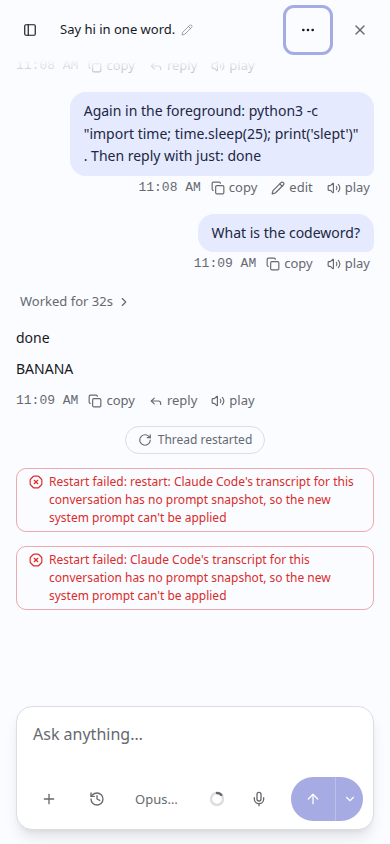 Say hi in one word.
11:08 AM copy reply play
Again in the foreground: python3 -c
"import time; time.sleep(25); print('slept')"
. Then reply with just: done
11:08 AM copy edit play
What is the codeword?
11:09 AM copy play
Worked for 32s
done
BANANA
11:09 AM copy reply play
Thread restarted
Restart failed: restart: Claude Code's transcript for this
conversation has no prompt snapshot, so the new
system prompt can't be applied
Restart failed: Claude Code's transcript for this
conversation has no prompt snapshot, so the new
system prompt can't be applied
Ask anything...
Opus...